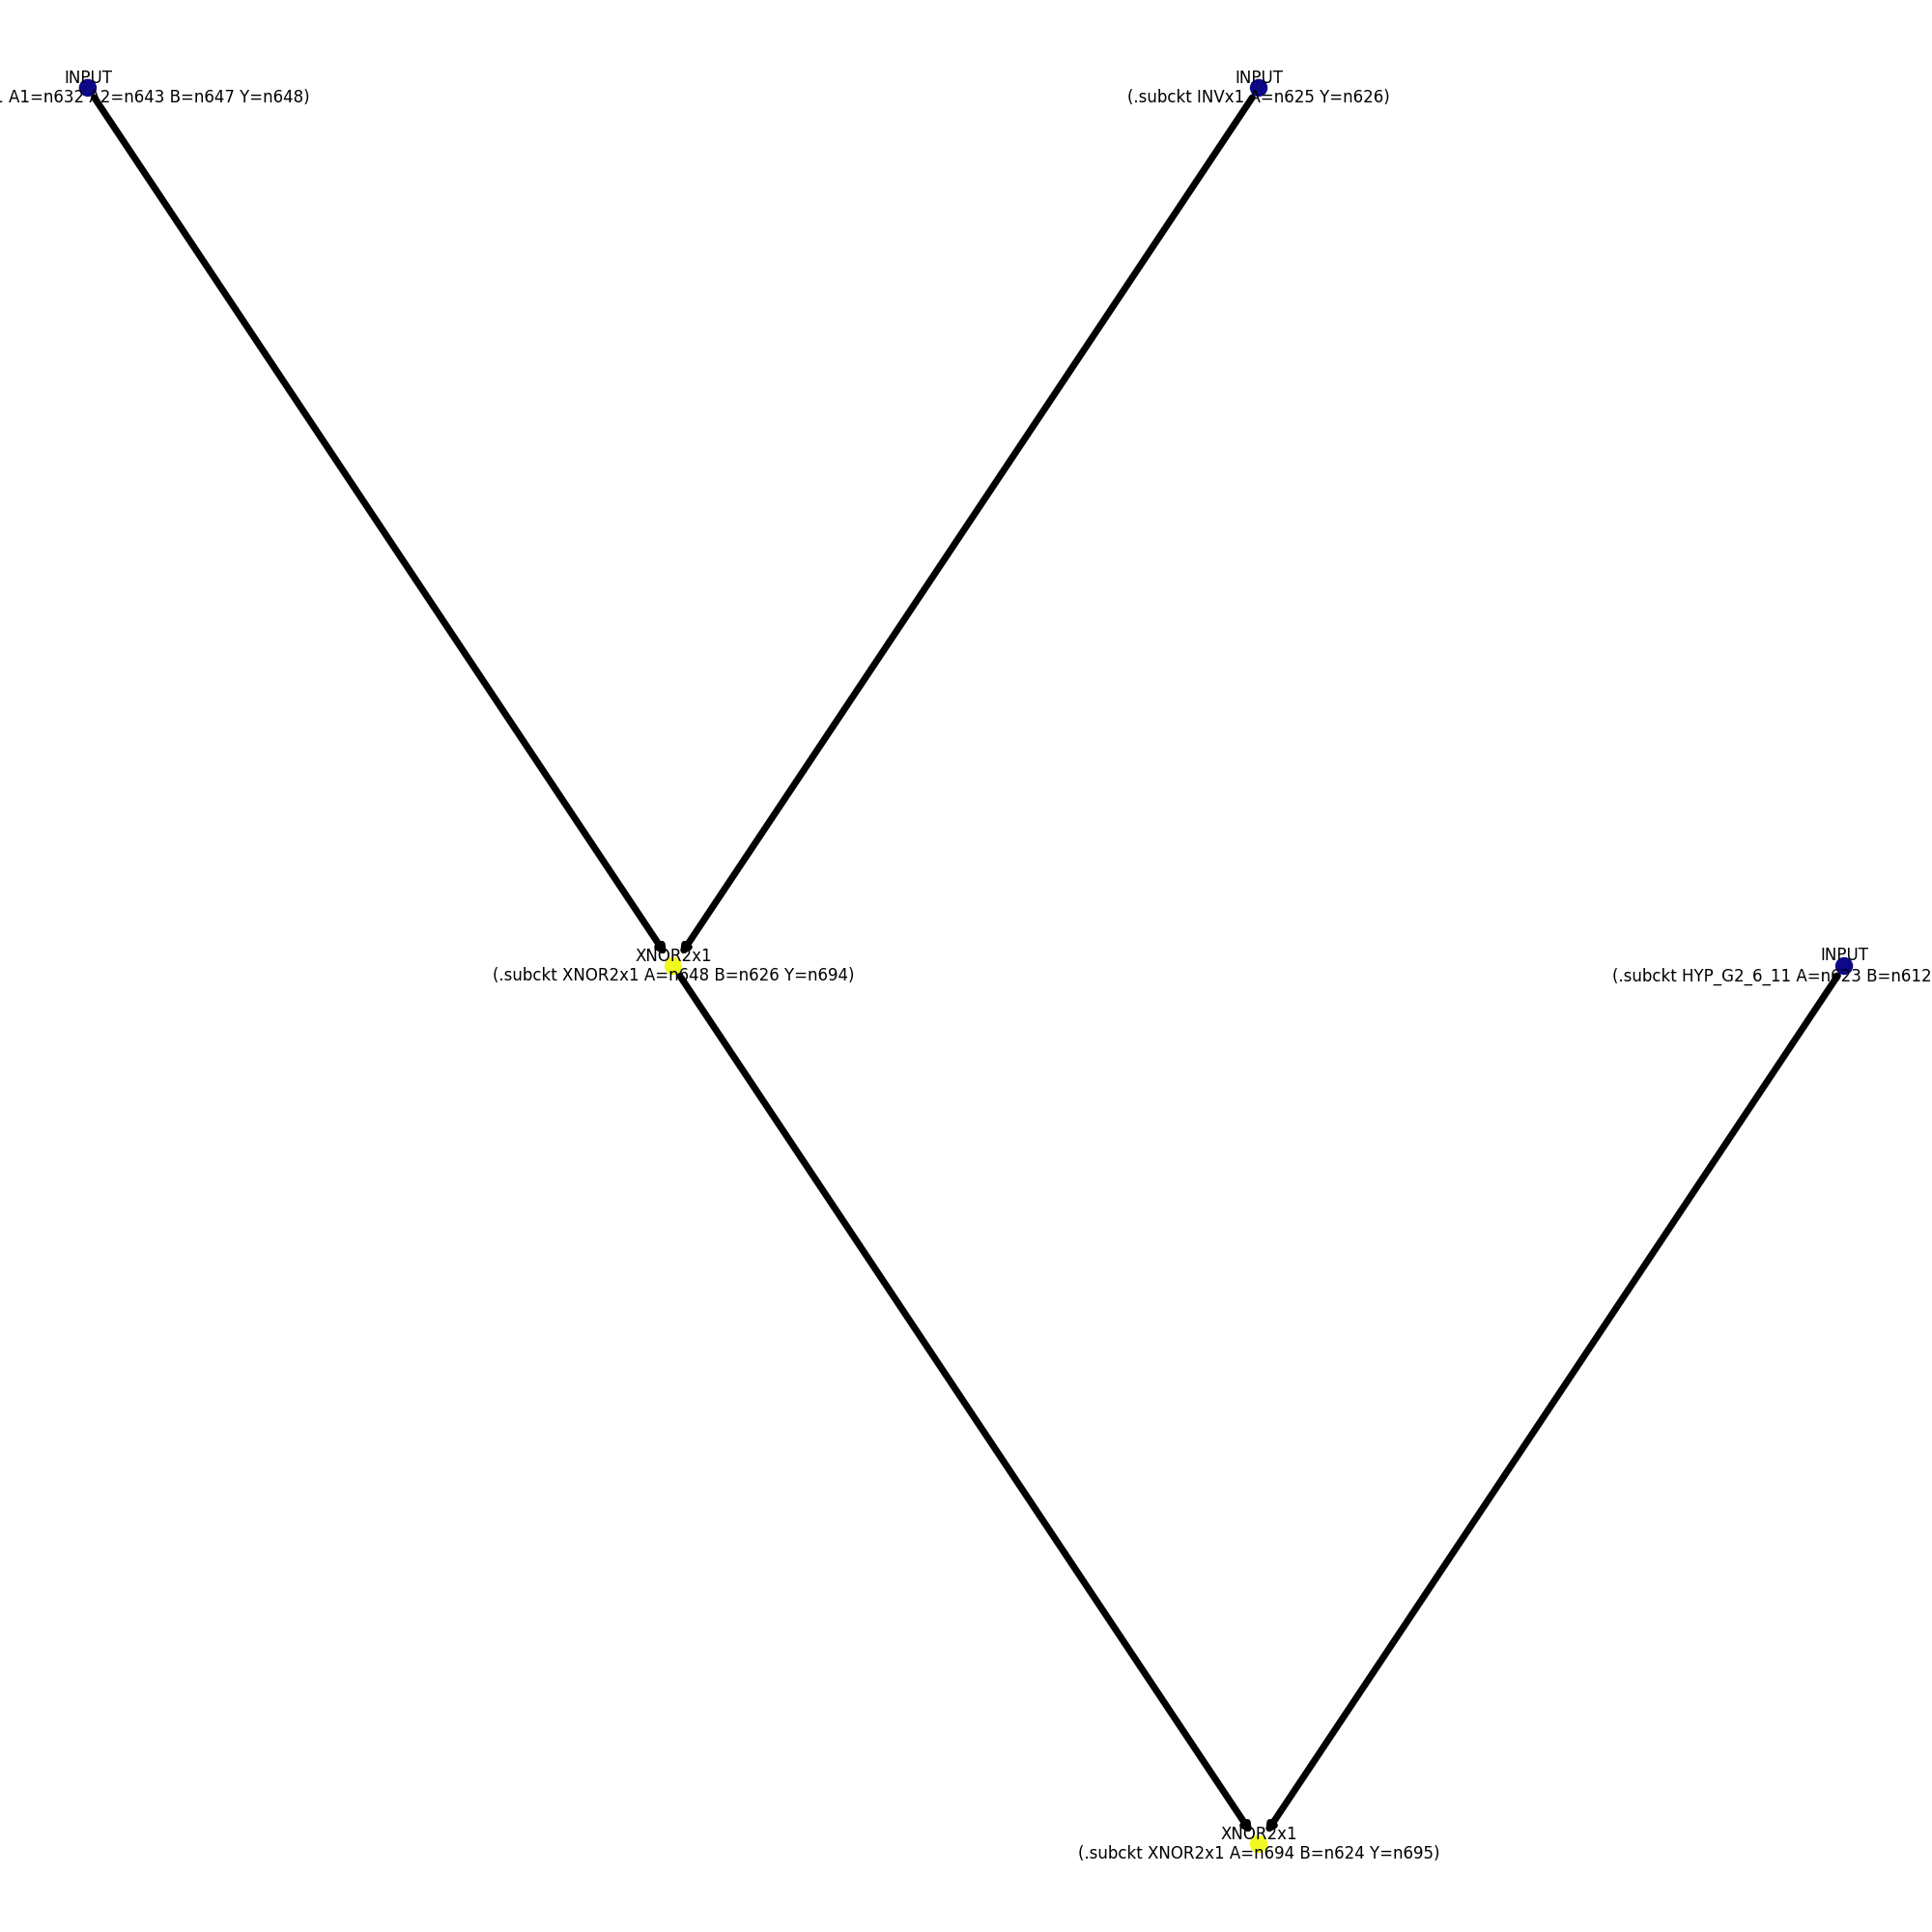 INPUT
. A1=n632 A2=n643 B=n647 Y=n648)
INPUT
(.subckt INVx1 A=n625 Y=n626)
XNOR2x1
(.subckt XNOR2x1 A=n648 B=n626 Y=n694)
INPUT
(.subckt HYP_G2_6_11 A=n623 B=n612
XNOR2x1
(.subckt XNOR2x1 A=n694 B=n624 Y=n695)